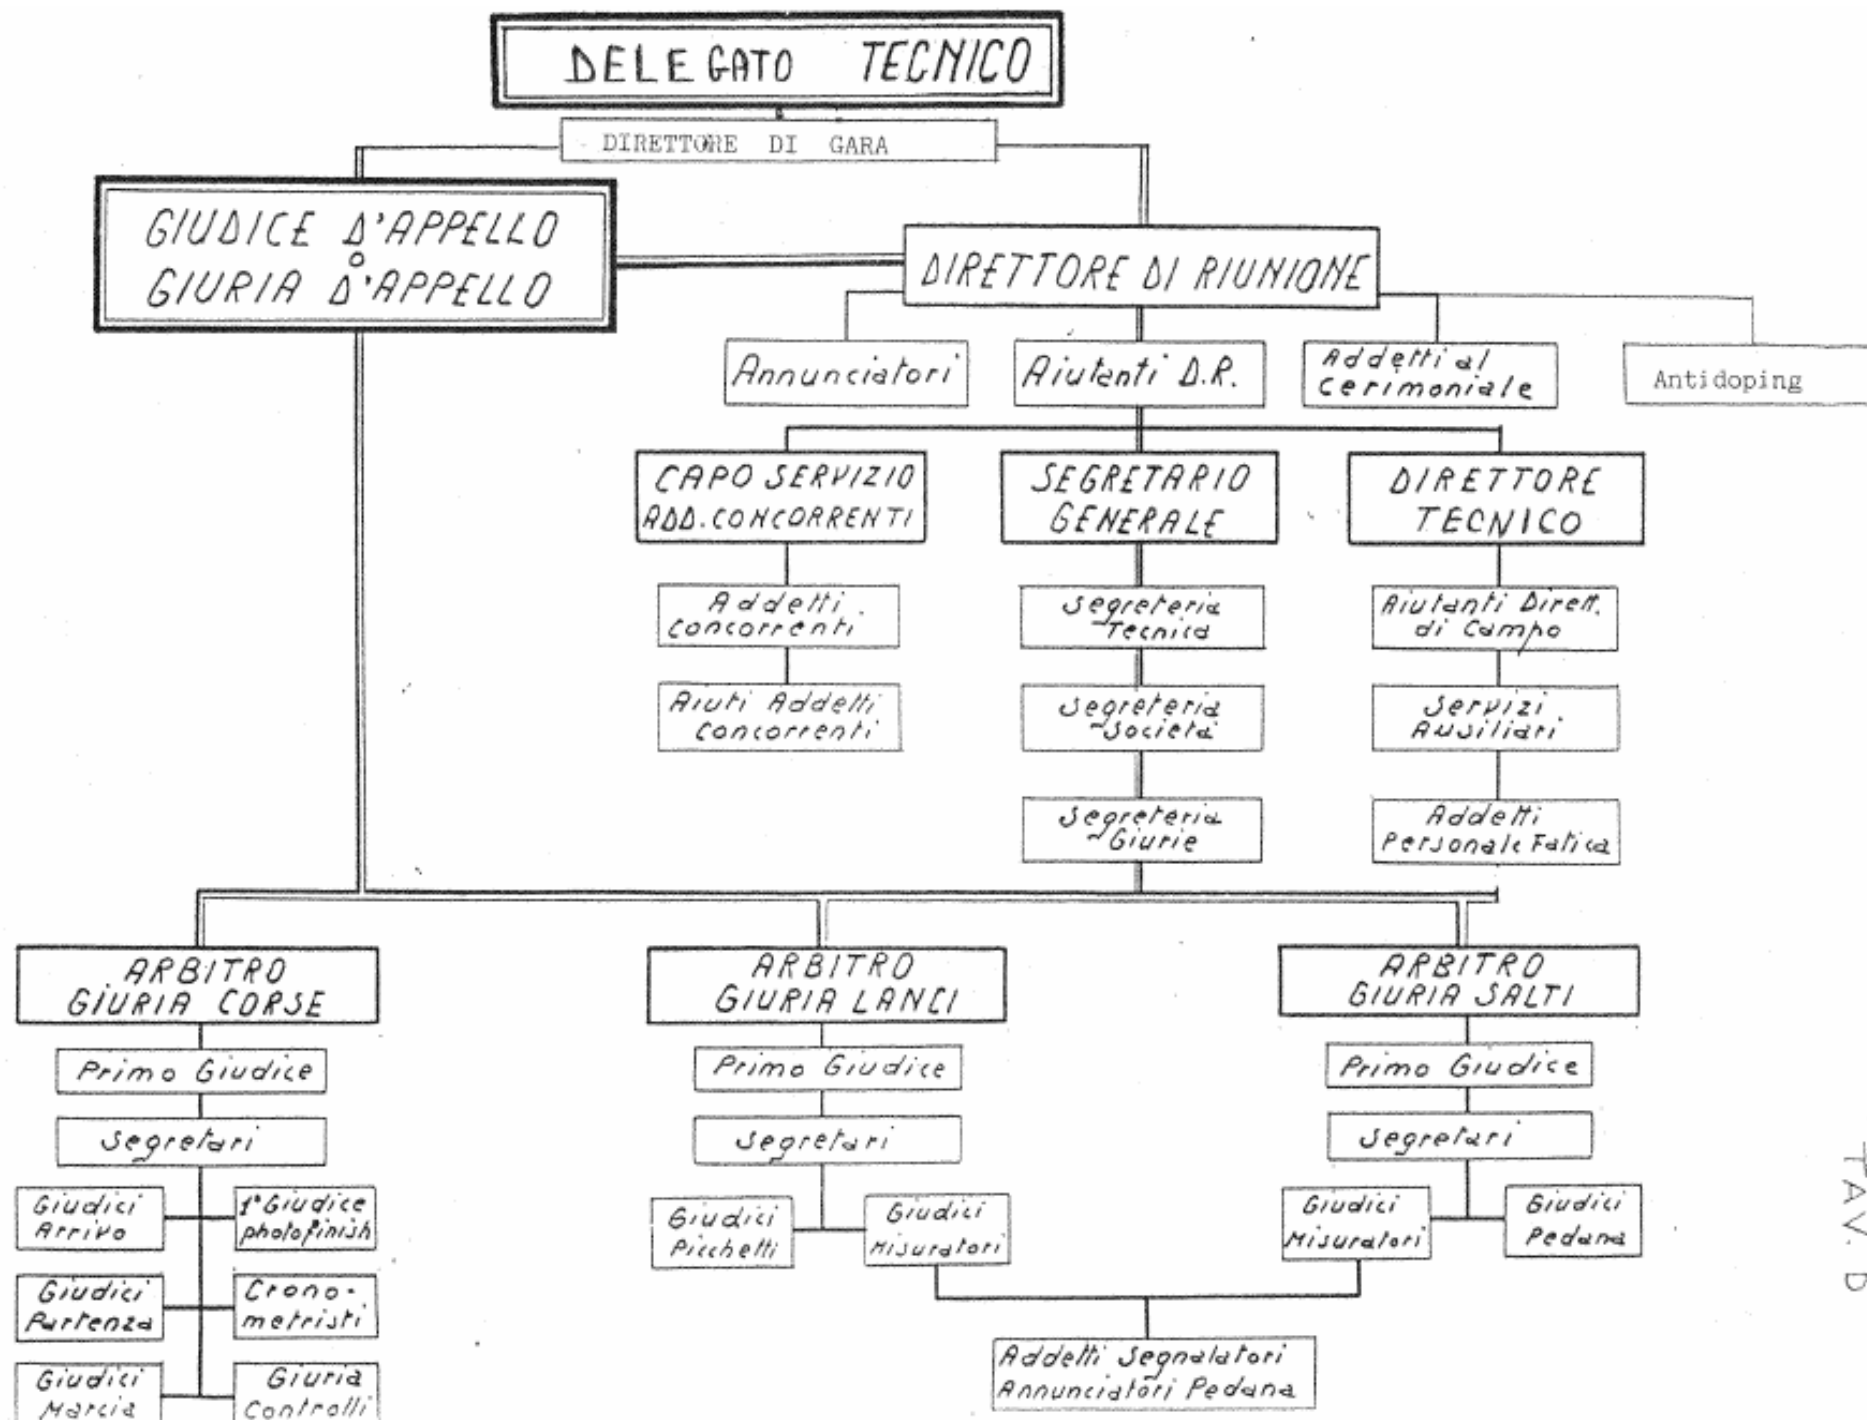 DELEGATO TECNICO
DIRETTORE DI GARA
GIUDICE D'APPELLO
O
GIURIA D'APPELLO
DIRETTORE DI RIUNIONE
Annunciatori
Aiutanti D.R.
Addetti al
Cerimoniale
Antidoping
CAPO SERVIZIO
ADD. CONCORRENTI
SEGRETARIO
GENERALE
DIRETTORE
TECNICO
Addetti
Concorrenti
Segreteria
Tecnica
Aiutanti Dirett.
di Campo
Aiuti Addetti
Concorrenti
Segreteria
Società
Servizi
Ausiliari
Segreteria
Giurie
Addetti
Personale Fatica
ARBITRO
GIURIA CORSE
ARBITRO
GIURIA LANCI
ARBITRO
GIURIA SALTI
Primo Giudice
Primo Giudice
Primo Giudice
Segretari
Segretari
Segretari
Giudici
Arrivo
1° Giudice
photofinish
Giudici
Picchetti
Giudici
Misuratori
Giudici
Misuratori
Giudici
Pedana
Giudici
Partenza
Crono-
metristi
Addetti Segnalatori
Annunciatori Pedana
Giudici
Marcia
Giuria
Controlli
TAV. D